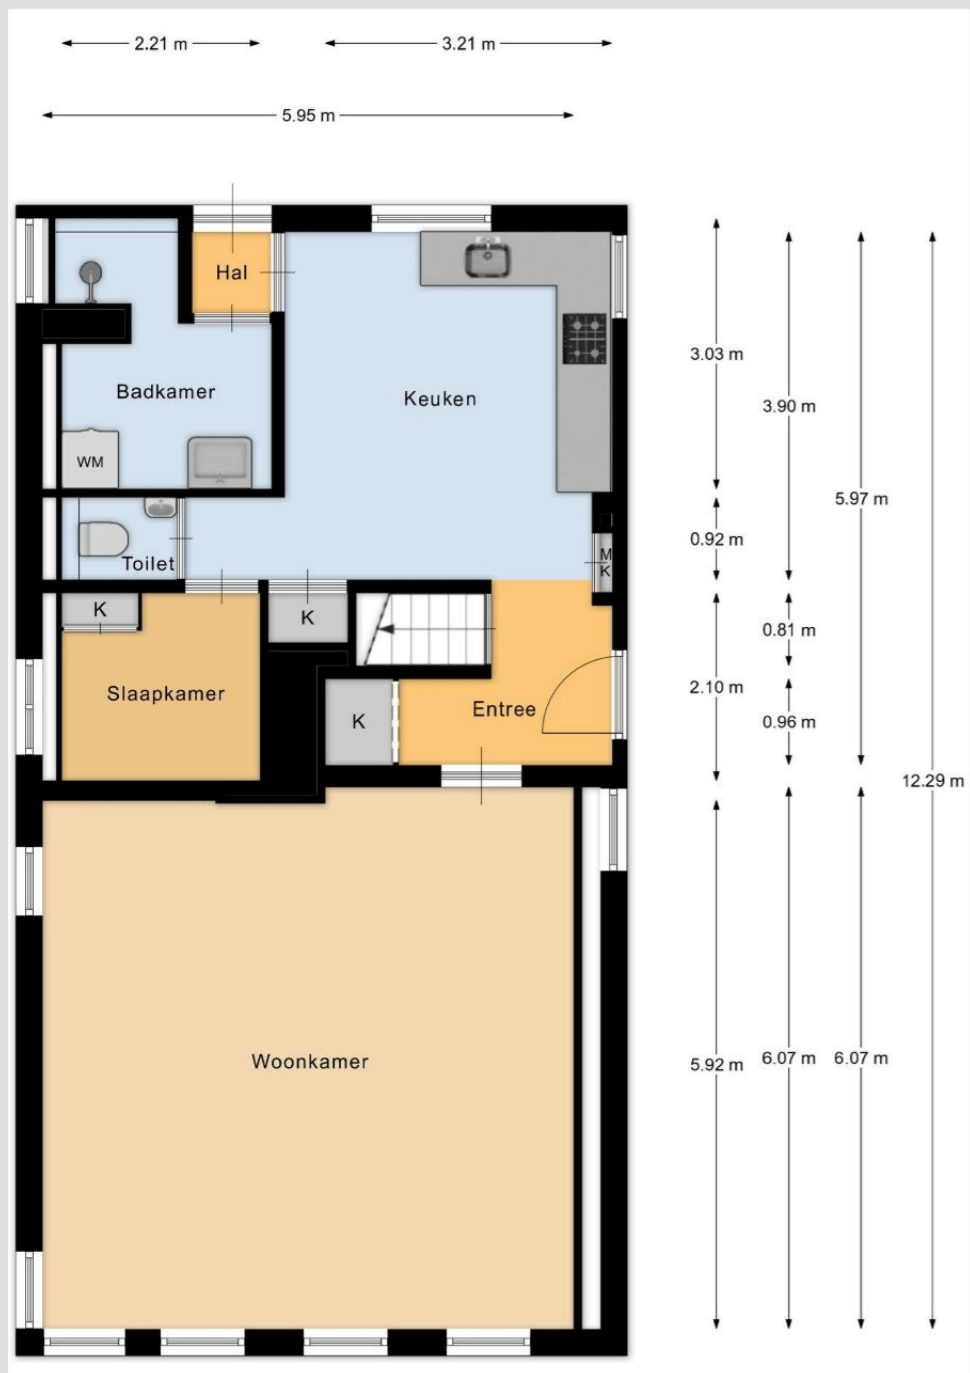 2.21 m
3.21 m
5.95 m
Hal
3.03 m
Badkamer
Keuken
3.90 m
WM
5.97 m
0.92 m
Toilet
M
K
K
K
0.81 m
Slaapkamer
2.10 m
Entree
K
0.96 m
12.29 m
Woonkamer
5.92 m
6.07 m
6.07 m